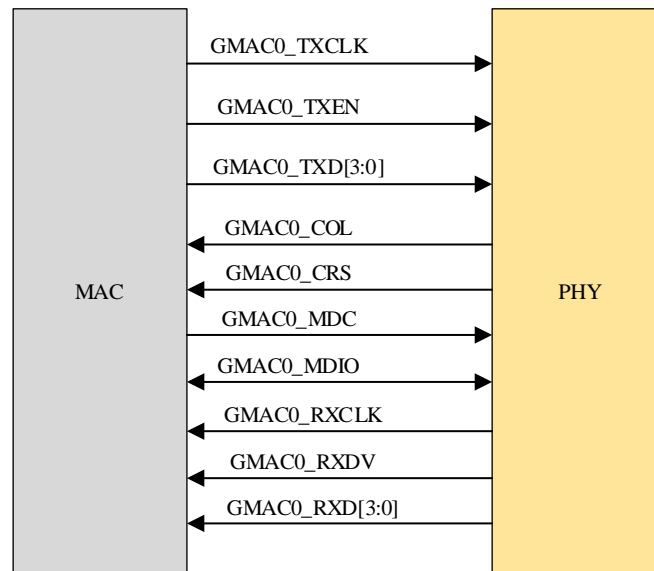 GMAC0_TXCLK
GMAC0_TXEN
GMAC0_TXD[3:0]
GMAC0_COL
GMAC0_CRS
MAC
PHY
GMAC0_MDC
GMAC0_MDIO
GMAC0_RXCLK
GMAC0_RXDV
GMAC0_RXD[3:0]